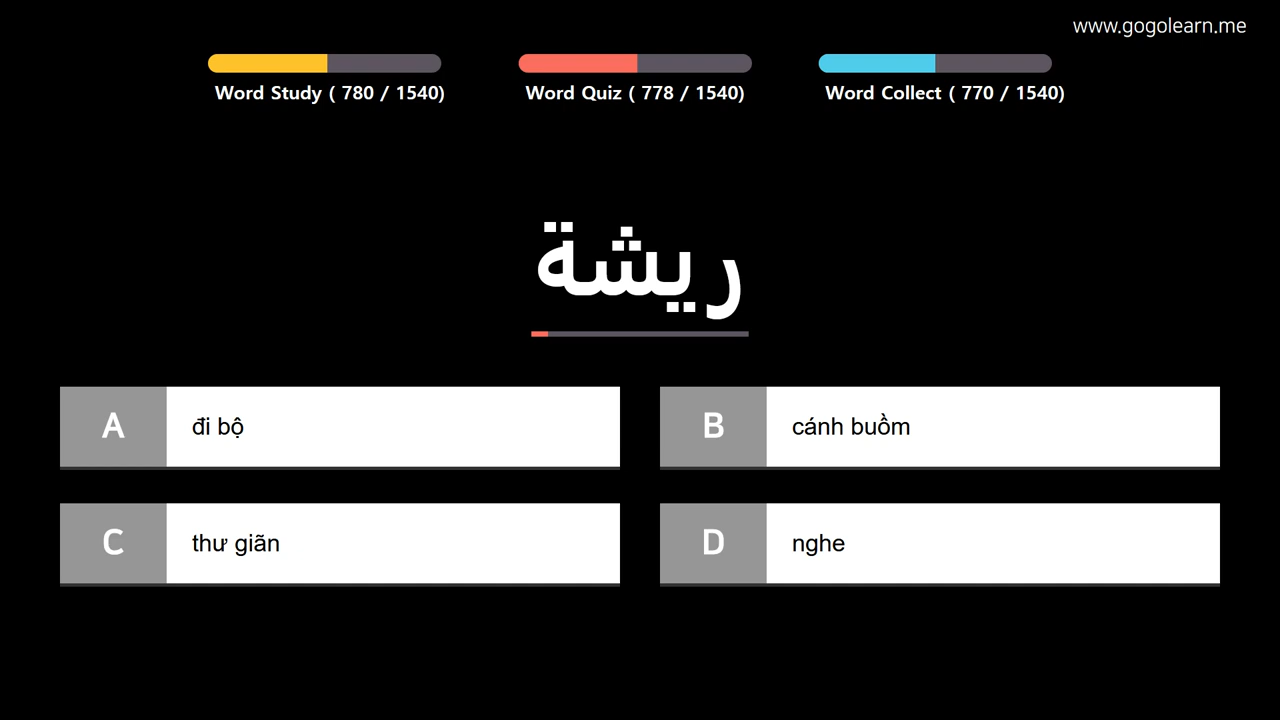 www.gogolearn.me
Word Study ( 780 / 1540)
Word Quiz ( 778 / 1540)
Word Collect ( 770 / 1540)
ريشة
A đi bộ
B cánh buồm
C thư giãn
D nghe